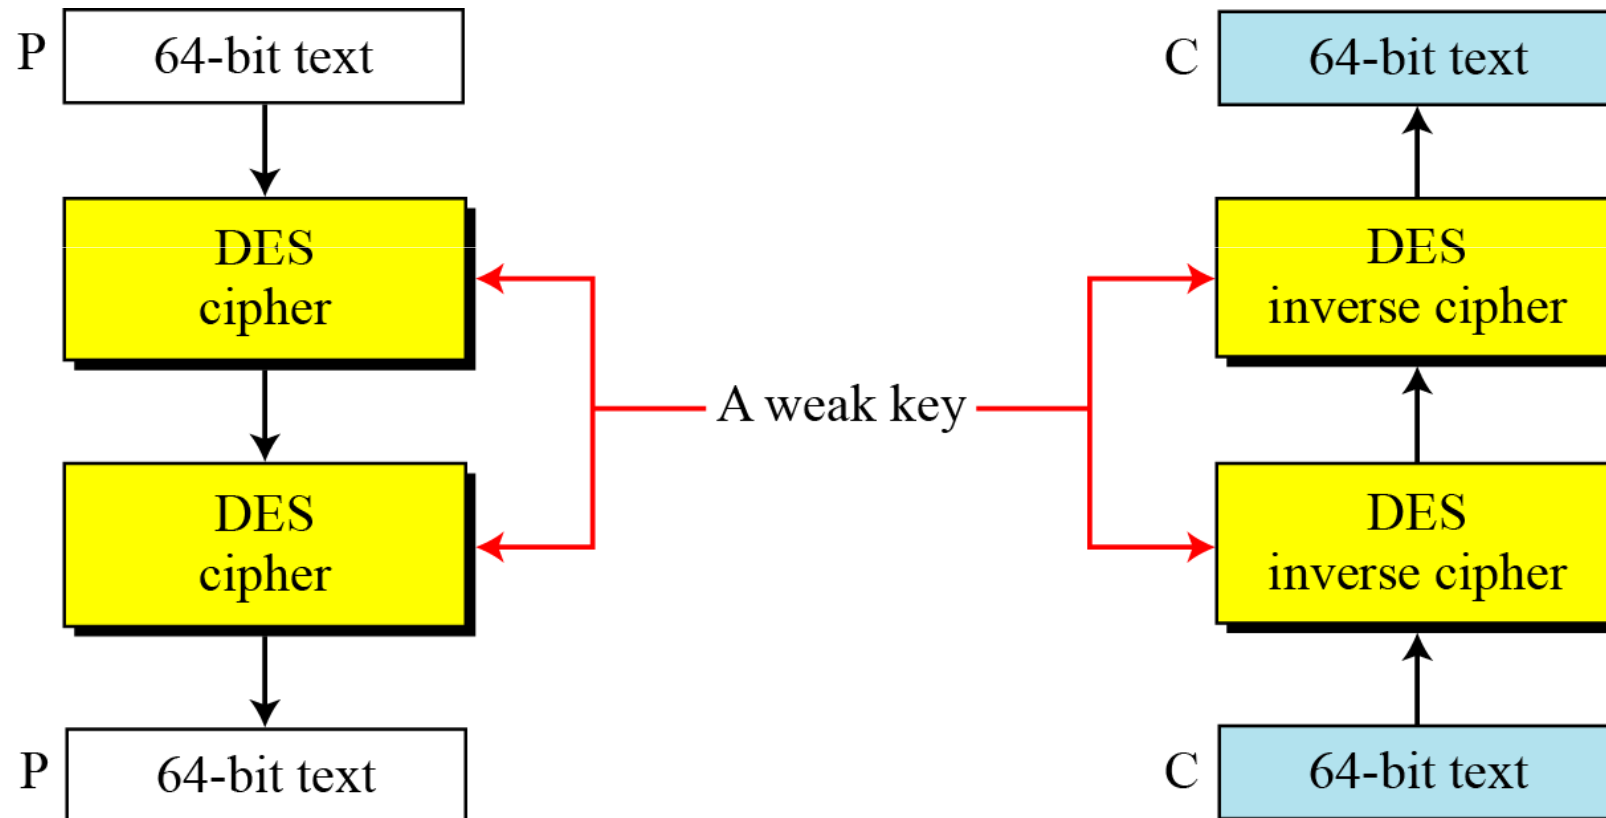 P
64-bit text
C
64-bit text
DES
cipher
DES
inverse cipher
A weak key
DES
cipher
DES
inverse cipher
P
64-bit text
C
64-bit text